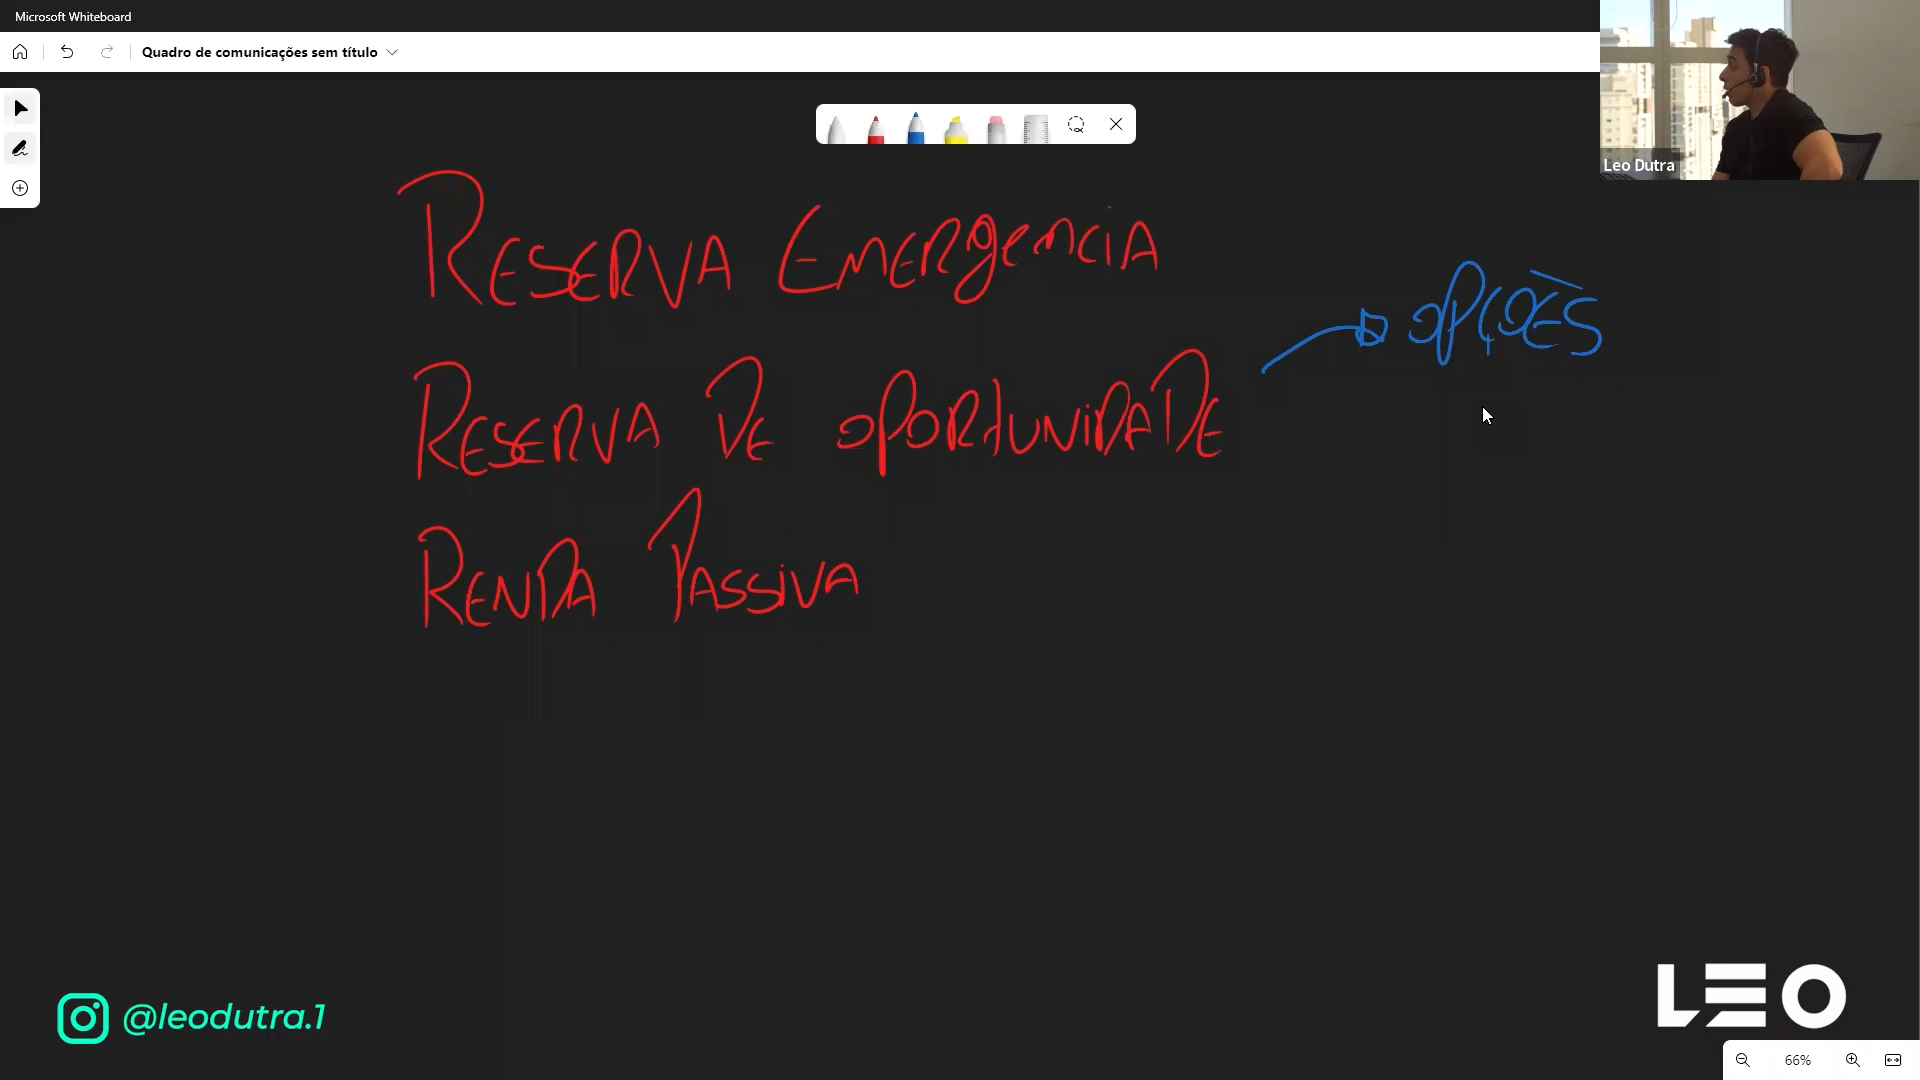 Microsoft Whiteboard
Quadro de comunicações sem título
Leo Dutra
RESERVA EMERGENCIA
OPÇÕES
RESERVA DE OPORTUNIDADE
RENDA PASSIVA
@leodutra.1
LEO
66%